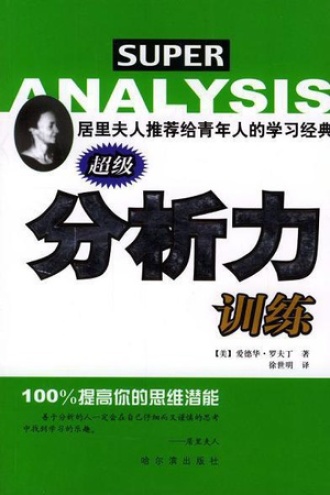 SUPER
ANALYSIS
居里夫人推荐给青年人的学习经典
超级
分析力
训练
【美】爱德华·罗夫丁 著
徐世明 译
100%提高你的思维潜能
善于分析的人一定会在自己仔细而又谨慎的思考
中找到学习的乐趣。
——居里夫人
哈尔滨出版社